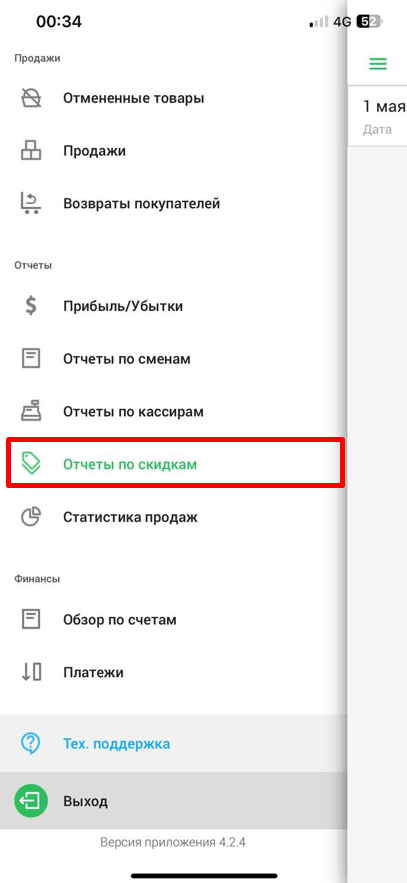 00:34
4G 52
Продажи
Отмененные товары
1 мая
Дата
Продажи
Возвраты покупателей
Отчеты
Прибыль/Убытки
Отчеты по сменам
Отчеты по кассирам
Отчеты по скидкам
Статистика продаж
Финансы
Обзор по счетам
Платежи
Тех. поддержка
Выход
Версия приложения 4.2.4